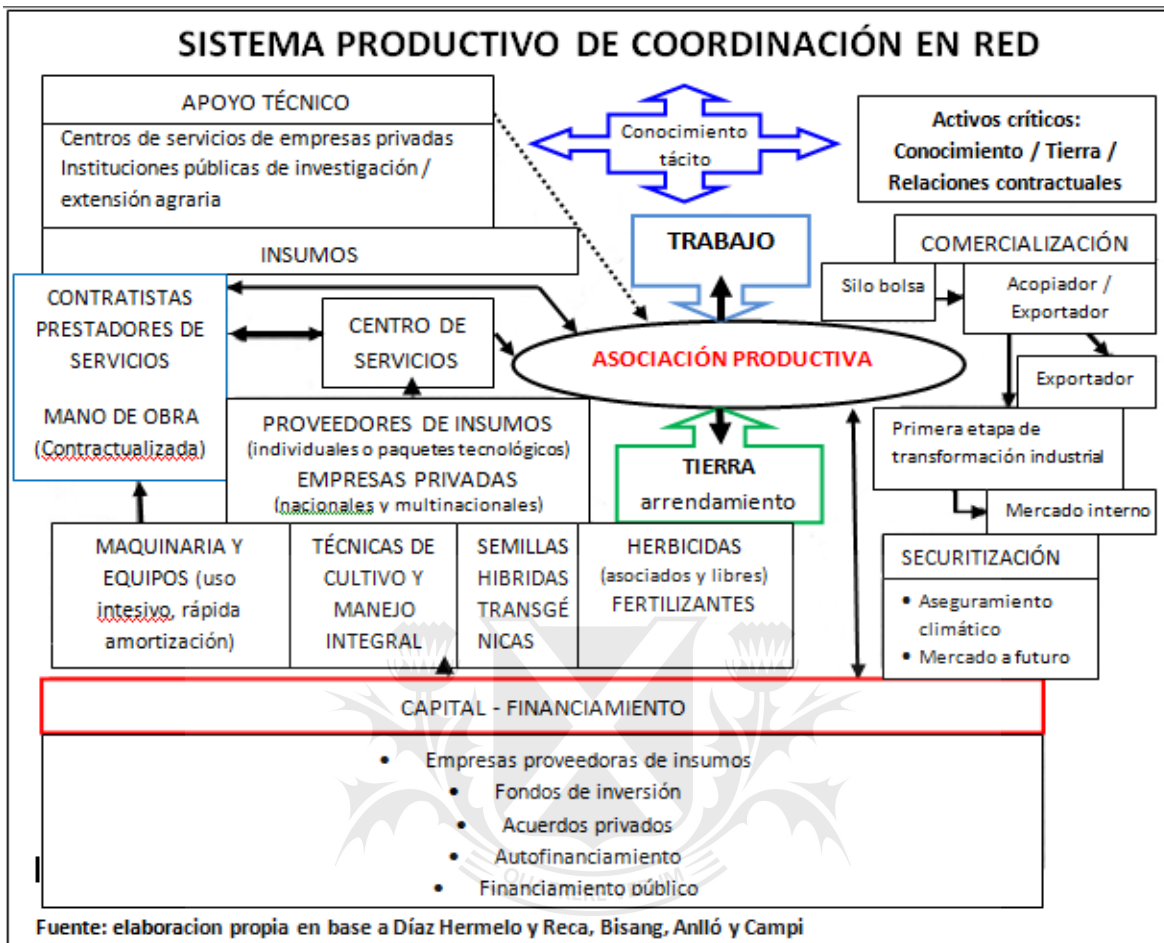 SISTEMA PRODUCTIVO DE COORDINACIÓN EN RED
APOYO TÉCNICO
Centros de servicios de empresas privadas
Instituciones públicas de investigación /
extensión agraria
INSUMOS
Conocimiento
tácito
Activos críticos:
Conocimiento / Tierra /
Relaciones contractuales
TRABAJO
COMERCIALIZACIÓN
Silo bolsa
Acopiador /
Exportador
Exportador
Primera etapa de
transformación industrial
Mercado interno
CONTRATISTAS
PRESTADORES DE
SERVICIOS
MANO DE OBRA
(Contractualizada)
CENTRO DE
SERVICIOS
ASOCIACIÓN PRODUCTIVA
PROVEEDORES DE INSUMOS
(individuales o paquetes tecnológicos)
EMPRESAS PRIVADAS
(nacionales y multinacionales)
TIERRA
arrendamiento
MAQUINARIA Y
EQUIPOS (uso
intesivo, rápida
amortización)
TÉCNICAS DE
CULTIVO Y
MANEJO
INTEGRAL
SEMILLAS
HIBRIDAS
TRANSGÉ
NICAS
HERBICIDAS
(asociados y libres)
FERTILIZANTES
SECURITIZACIÓN
• Aseguramiento
climático
• Mercado a futuro
CAPITAL - FINANCIAMIENTO
• Empresas proveedoras de insumos
• Fondos de inversión
• Acuerdos privados
• Autofinanciamiento
• Financiamiento público
Fuente: elaboracion propia en base a Díaz Hermelo y Reca, Bisang, Anlló y Campi